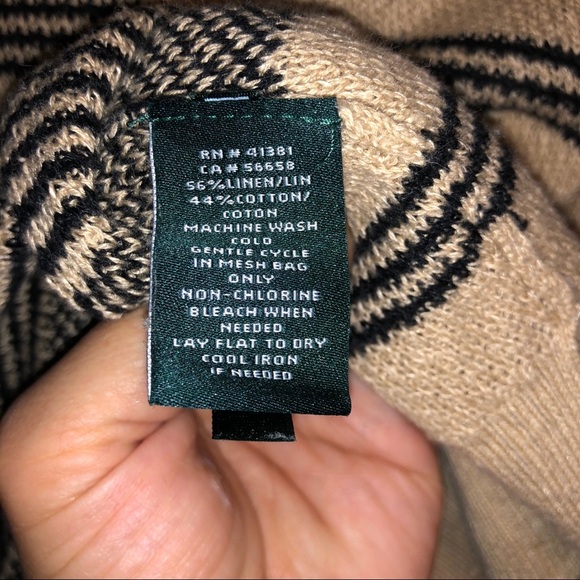 RN # 41381
CA # 56658
56%LINEN/LIN
44%COTTON/
COTON
MACHINE WASH
COLD
GENTLE CYCLE
IN MESH BAG
ONLY
NON-CHLORINE
BLEACH WHEN
NEEDED
LAY FLAT TO DRY
COOL IRON
IF NEEDED